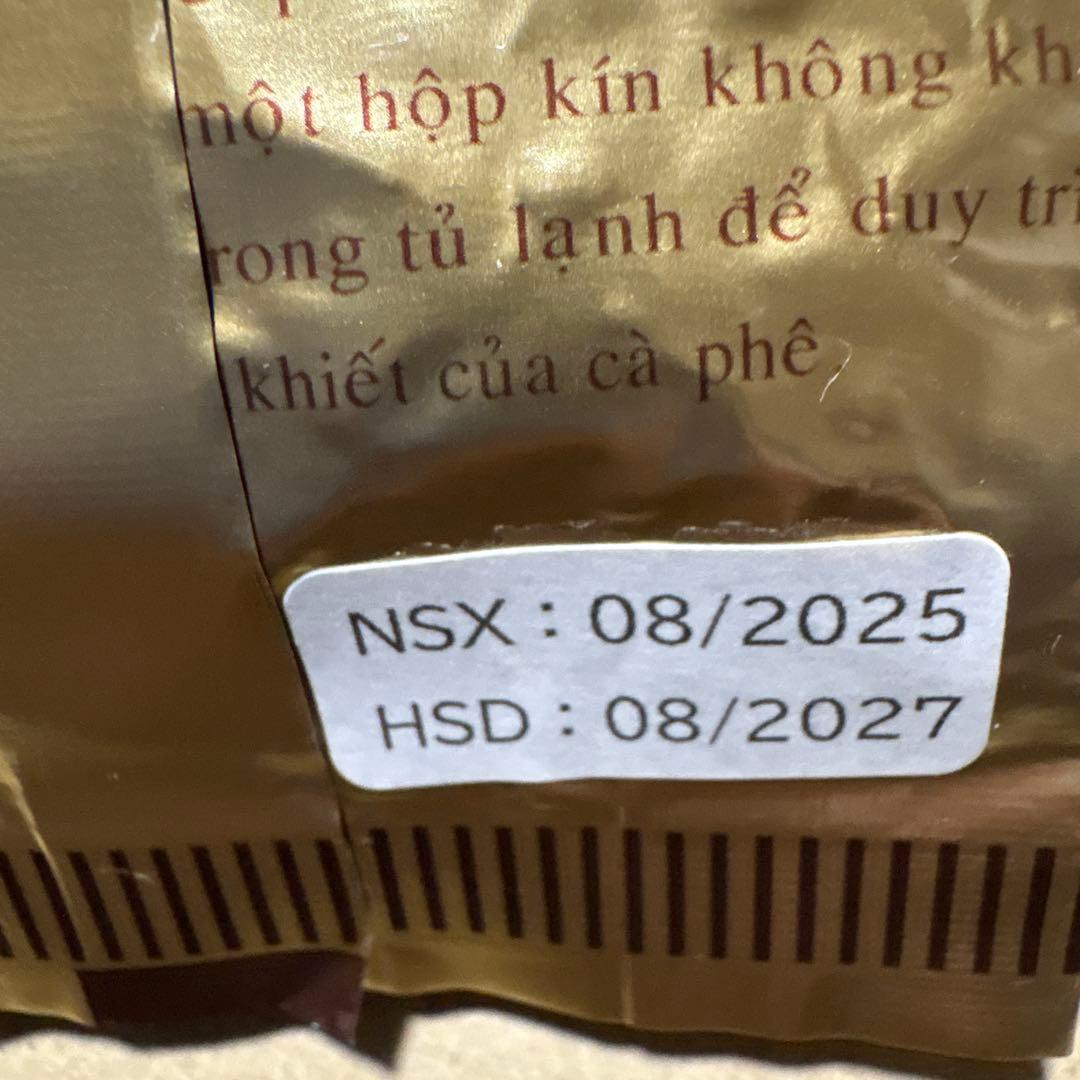 một hộp kín không kh
rong tủ lạnh để duy trì
khiết của cà phê.
NSX : 08/2025
HSD : 08/2027